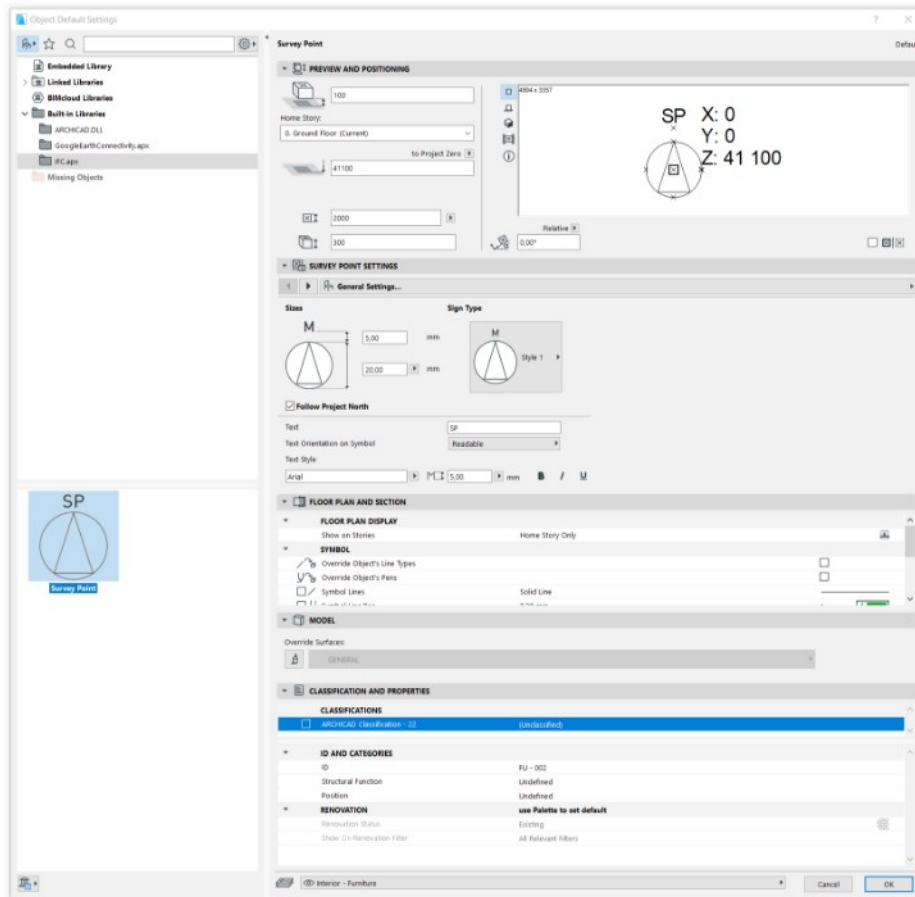 Object Default Settings
?
Embedded Library
Linked Libraries
BIMcloud Libraries
Built-in Libraries
ARCHICAD.DLL
GoogleEarthConnectivity.apx
IFC.apx
Missing Objects
SP
Survey Point
Survey Point
Defau
PREVIEW AND POSITIONING
100
Home Story:
0. Ground Floor (Current)
to Project Zero
41100
2000
300
SP
X: 0
Y: 0
Z: 41 100
Relative
0,00°
SURVEY POINT SETTINGS
General Settings...
Sizes
Sign Type
M
5,00 mm
20,00 mm
M
Style 1
Follow Project North
Text
SP
Text Orientation on Symbol
Readable
Text Style
Arial
5,00 mm
B I U
FLOOR PLAN AND SECTION
FLOOR PLAN DISPLAY
Show on Stories
Home Story Only
SYMBOL
Override Object's Line Types
Override Object's Pens
Symbol Lines
Solid Line
MODEL
Override Surfaces:
GENERAL
CLASSIFICATION AND PROPERTIES
CLASSIFICATIONS
ARCHICAD Classification - 22
(Unclassified)
ID AND CATEGORIES
ID
FU - 002
Structural Function
Undefined
Position
Undefined
RENOVATION
use Palette to set default
Renovation Status
Existing
Show On Renovation Filter
All Relevant Filters
Interior - Furniture
Cancel
OK